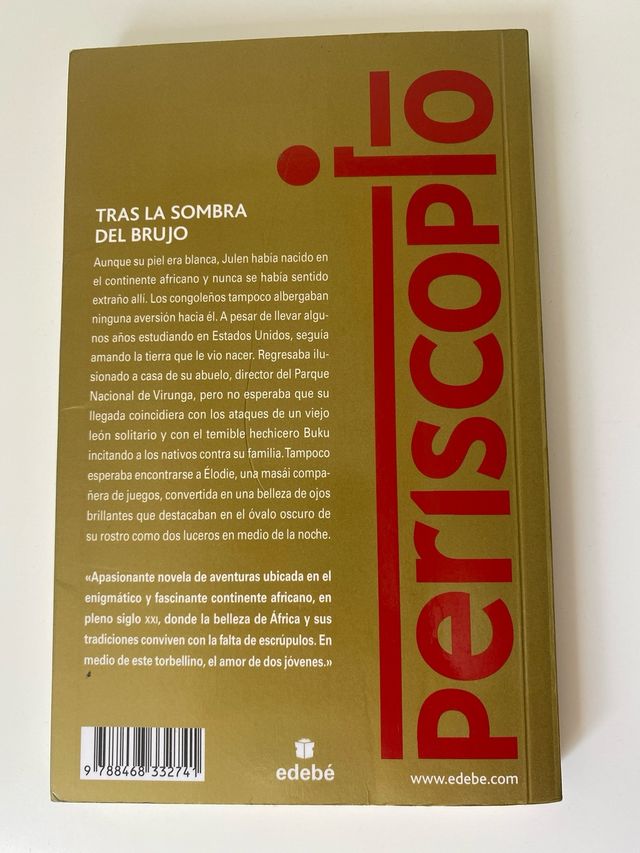 TRAS LA SOMBRA
DEL BRUJO
Aunque su piel era blanca, Julen había nacido en
el continente africano y nunca se había sentido
extraño allí. Los congoleños tampoco albergaban
ninguna aversión hacia él. A pesar de llevar algu-
nos años estudiando en Estados Unidos, seguía
amando la tierra que le vio nacer. Regresaba ilu-
sionado a casa de su abuelo, director del Parque
Nacional de Virunga, pero no esperaba que su
llegada coincidiera con los ataques de un viejo
león solitario y con el temible hechicero Buku
incitando a los nativos contra su familia. Tampoco
esperaba encontrarse a Élodie, una masái compa-
ñera de juegos, convertida en una belleza de ojos
brillantes que destacaban en el óvalo oscuro de
su rostro como dos luceros en medio de la noche.
«Apasionante novela de aventuras ubicada en el
enigmático y fascinante continente africano, en
pleno siglo XXI, donde la belleza de África y sus
tradiciones conviven con la falta de escrúpulos. En
medio de este torbellino, el amor de dos jóvenes.»
9 788468 332741
edebé
www.edebe.com
periscopio